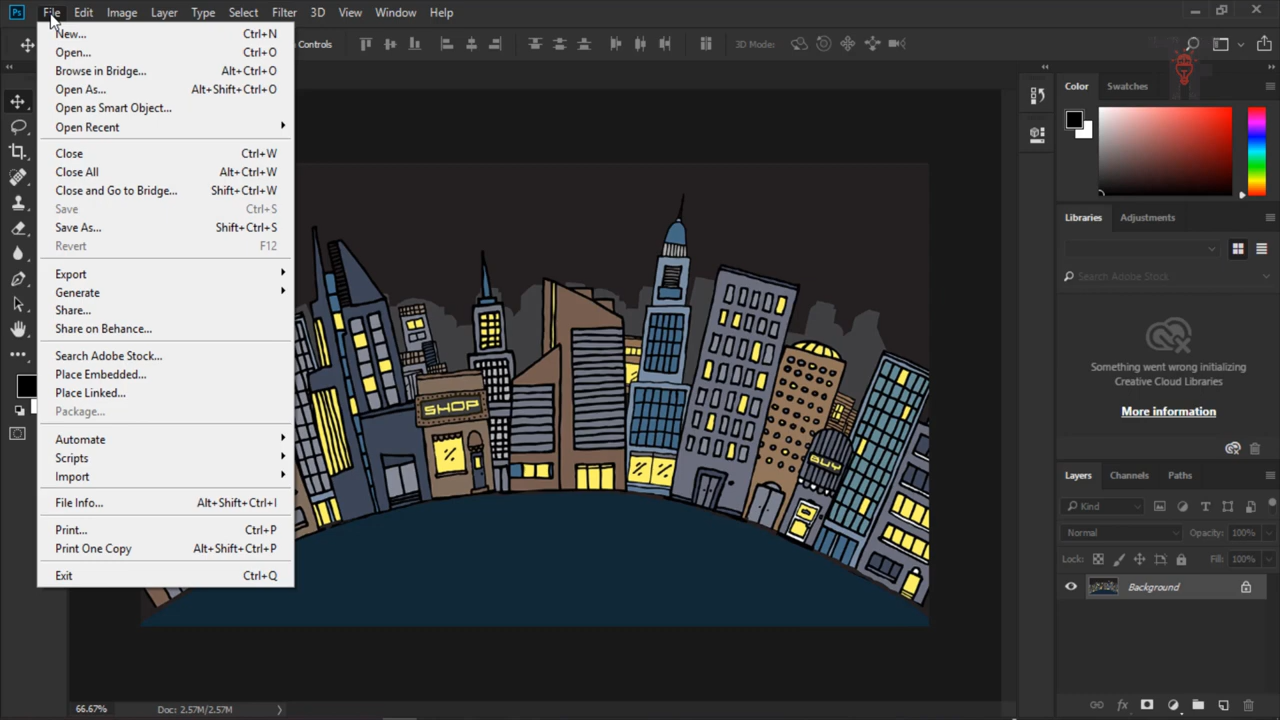 Ps File Edit Image Layer Type Select Filter 3D View Window Help
Controls 3D Mode:
New... Ctrl+N
Open... Ctrl+O
Browse in Bridge... Alt+Ctrl+O
Open As... Alt+Shift+Ctrl+O
Open as Smart Object...
Open Recent
Close Ctrl+W
Close All Alt+Ctrl+W
Close and Go to Bridge... Shift+Ctrl+W
Save Ctrl+S
Save As... Shift+Ctrl+S
Revert F12
Export
Generate
Share...
Share on Behance...
Search Adobe Stock...
Place Embedded...
Place Linked...
Package...
Automate
Scripts
Import
File Info... Alt+Shift+Ctrl+I
Print... Ctrl+P
Print One Copy Alt+Shift+Ctrl+P
Exit Ctrl+Q
SHOP
BUY
Color Swatches
Libraries Adjustments
Search Adobe Stock
Something went wrong initializing
Creative Cloud Libraries
More information
Layers Channels Paths
Kind
Normal Opacity: 100%
Lock: Fill: 100%
Background
fx
66.67% Doc: 2.57M/2.57M